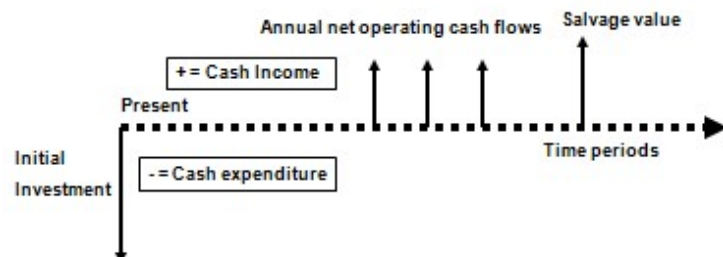 Annual net operating cash flows
Salvage value
+ = Cash Income
Present
Time periods
Initial
Investment
- = Cash expenditure